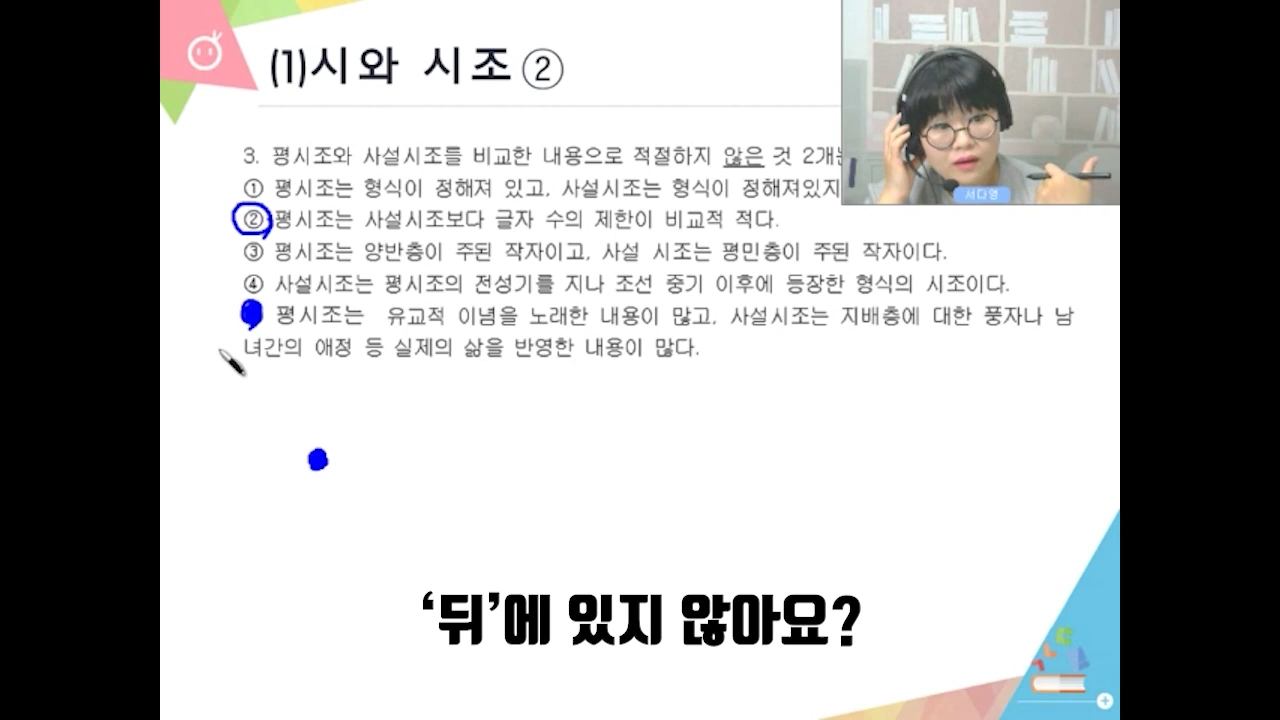 (1)시와 시조②
3. 평시조와 사설시조를 비교한 내용으로 적절하지 않은 것 2개는
① 평시조는 형식이 정해져 있고, 사설시조는 형식이 정해져있지
② 평시조는 사설시조보다 글자 수의 제한이 비교적 적다.
③ 평시조는 양반층이 주된 작자이고, 사설 시조는 평민층이 주된 작자이다.
④ 사설시조는 평시조의 전성기를 지나 조선 중기 이후에 등장한 형식의 시조이다.
평시조는 유교적 이념을 노래한 내용이 많고, 사설시조는 지배층에 대한 풍자나 남
녀간의 애정 등 실제의 삶을 반영한 내용이 많다.
서다영
‘뒤’에 있지 않아요?